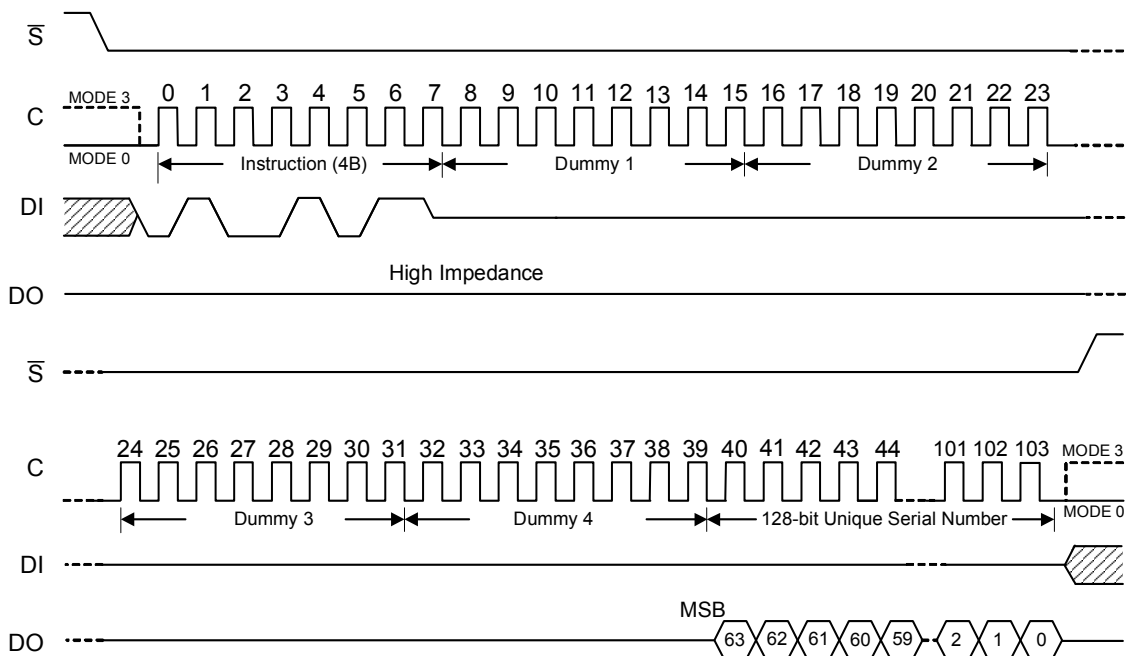 S
0 1 2 3 4 5 6 7 8 9 10 11 12 13 14 15 16 17 18 19 20 21 22 23
MODE 3
C
MODE 0
Instruction (4B) Dummy 1 Dummy 2
DI
High Impedance
DO
S
24 25 26 27 28 29 30 31 32 33 34 35 36 37 38 39 40 41 42 43 44 101 102 103
MODE 3
C
MODE 0
Dummy 3 Dummy 4 128-bit Unique Serial Number
DI
MSB
DO 63 62 61 60 59 2 1 0